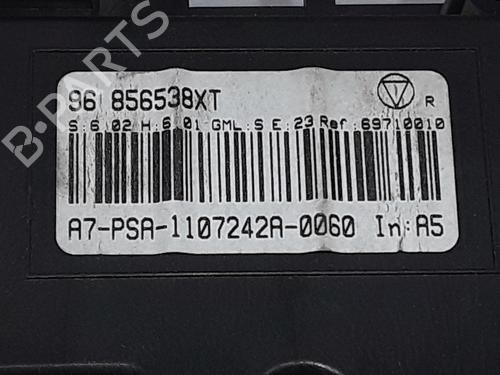 B-PARTS
96 856538XT
R
S:6.02 H:6.01 GML:S E:23 Ref:69710010
A7-PSA-1107242A-0060 In:A5